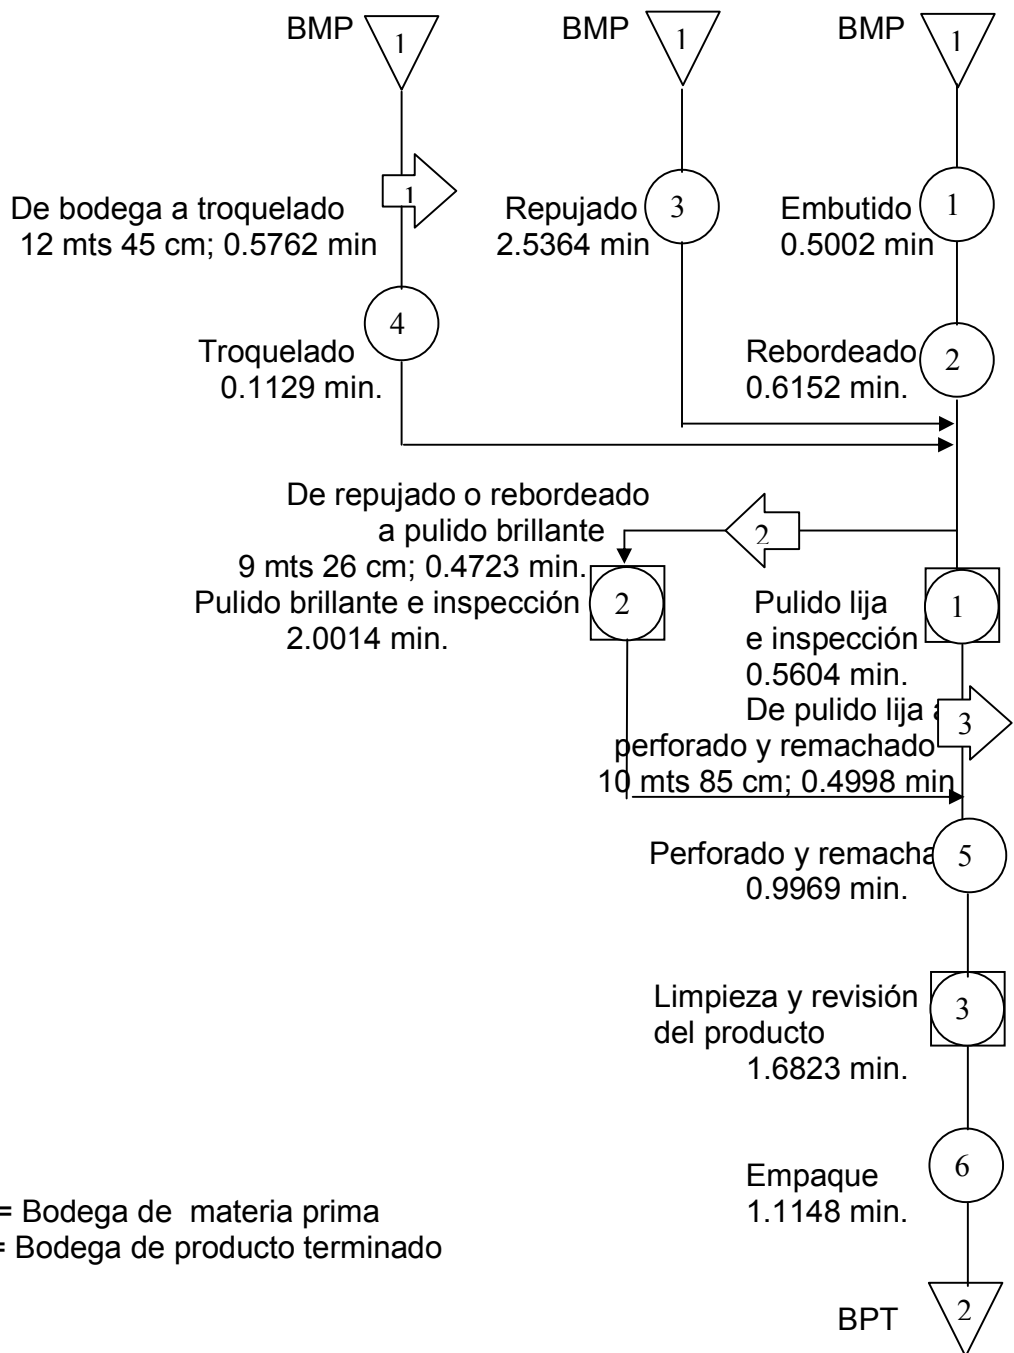 BMP
1
BMP
1
BMP
1
1
De bodega a troquelado
12 mts 45 cm; 0.5762 min
Repujado
2.5364 min
3
Embutido
0.5002 min
1
4
Troquelado
0.1129 min.
Rebordeado
0.6152 min.
2
De repujado o rebordeado
a pulido brillante
9 mts 26 cm; 0.4723 min.
2
Pulido brillante e inspección
2.0014 min.
2
Pulido lija
e inspección
0.5604 min.
1
De pulido lija a
perforado y remachado
10 mts 85 cm; 0.4998 min
3
Perforado y remacha
0.9969 min.
5
Limpieza y revisión
del producto
1.6823 min.
3
Empaque
1.1148 min.
6
= Bodega de materia prima
= Bodega de producto terminado
BPT
2